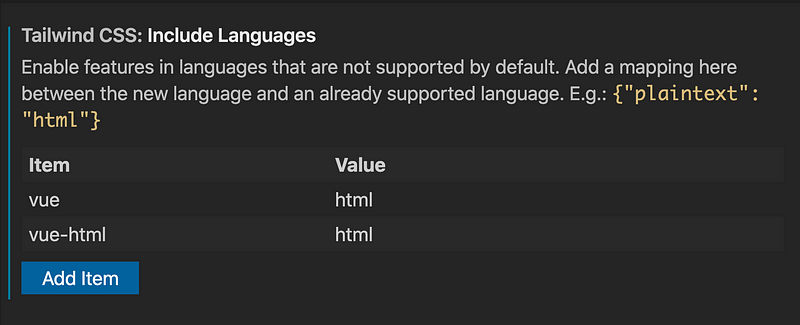 Tailwind CSS: Include Languages
Enable features in languages that are not supported by default. Add a mapping here
between the new language and an already supported language. E.g.: {"plaintext":
"html"}
Item Value
vue html
vue-html html
Add Item